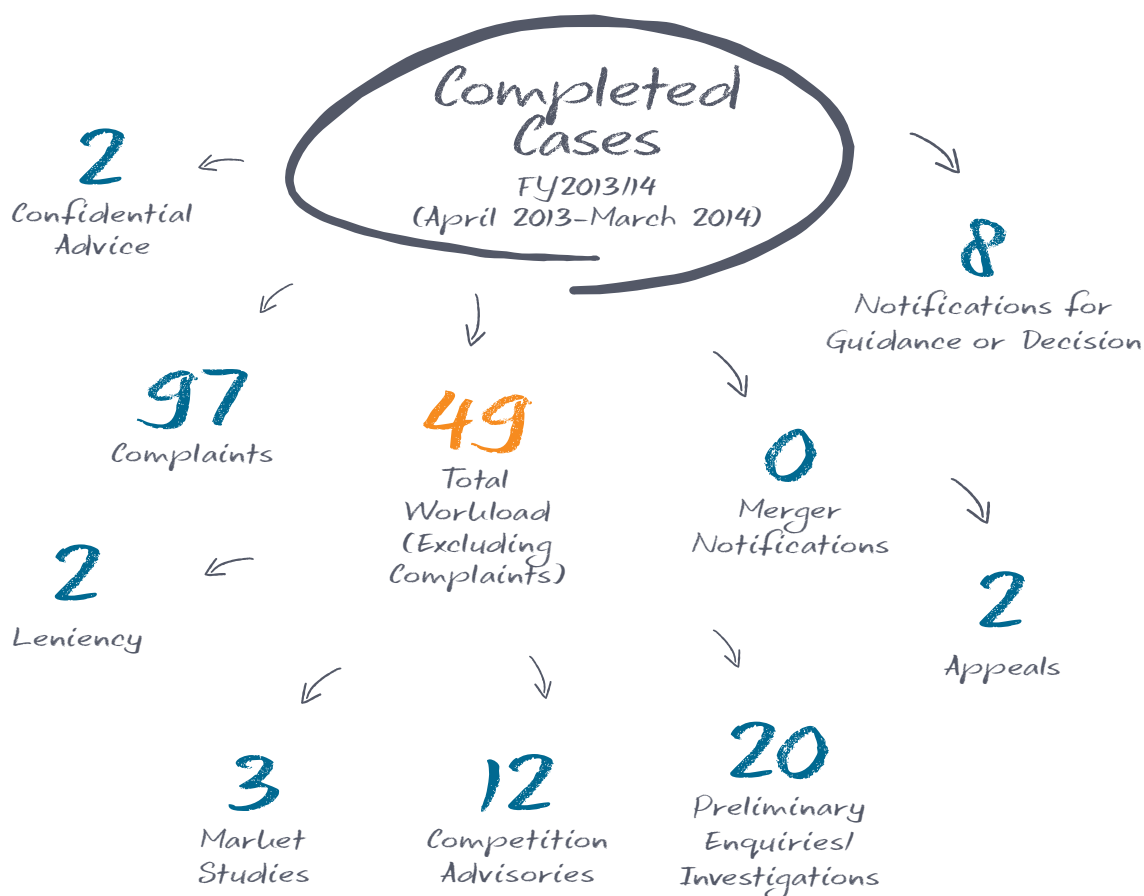 Completed
Cases
FY2013/14
(April 2013–March 2014)
2
Confidential
Advice
8
Notifications for
Guidance or Decision
97
Complaints
49
Total
Workload
(Excluding
Complaints)
0
Merger
Notifications
2
Leniency
2
Appeals
3
Market
Studies
12
Competition
Advisories
20
Preliminary
Enquiries/
Investigations